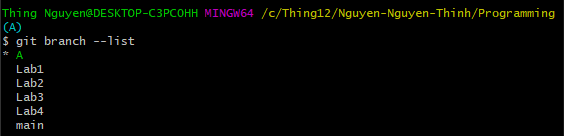 Thing Nguyen@DESKTOP-C3PCOHH MINGW64 /c/Thing12/Nguyen-Nguyen-Thinh/Programming
(A)
$ git branch --list
* A
  Lab1
  Lab2
  Lab3
  Lab4
  main